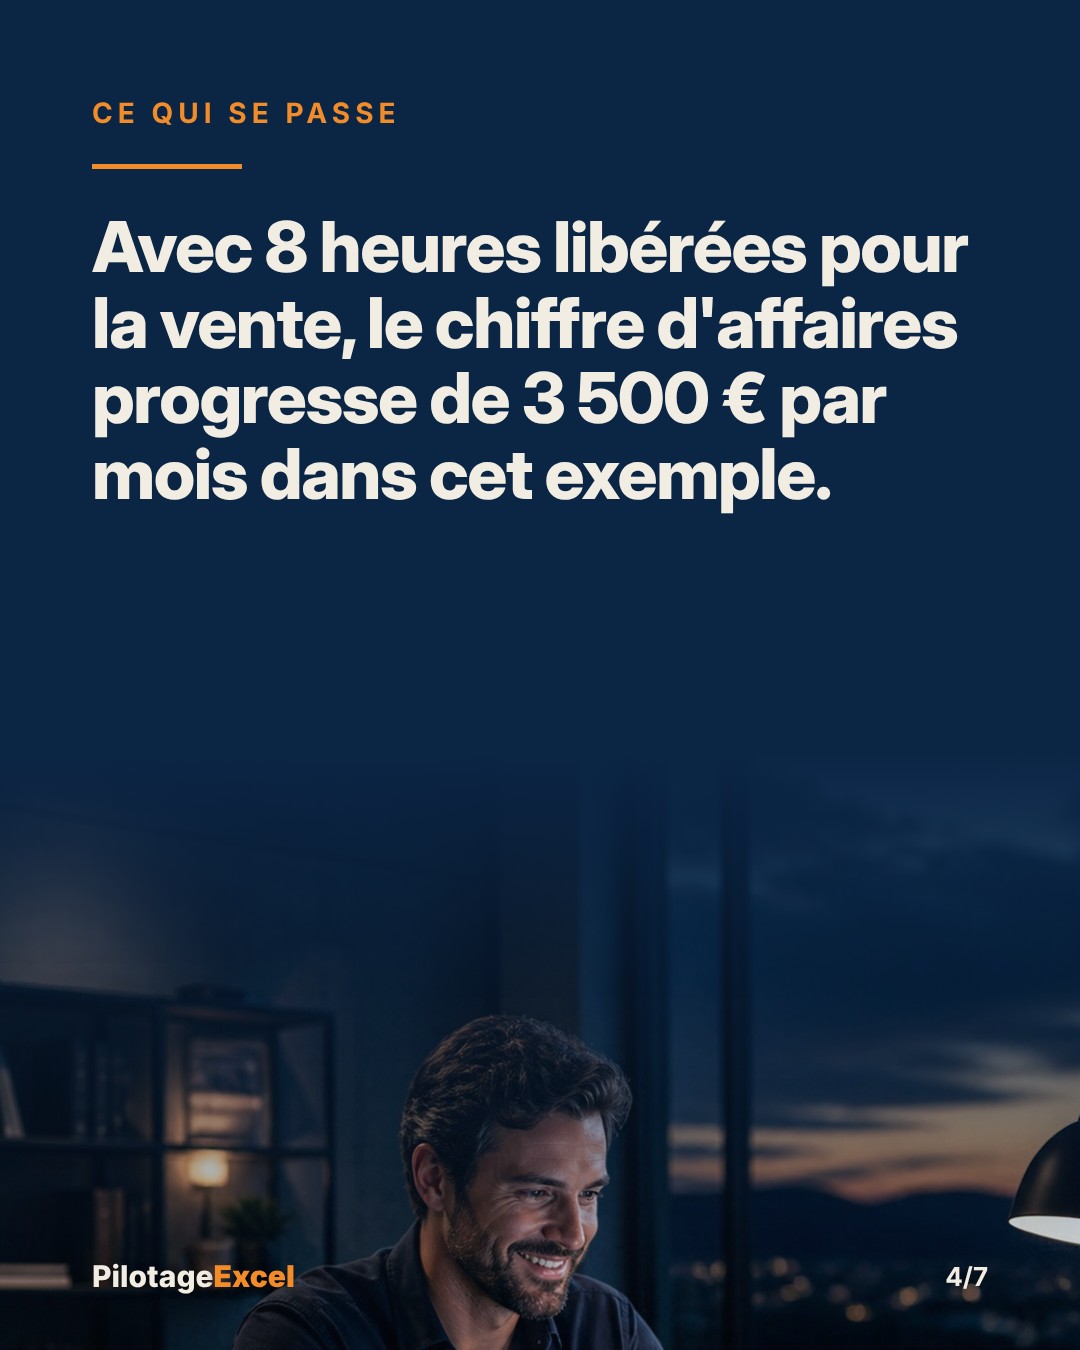 CE QUI SE PASSE
Avec 8 heures libérées pour
la vente, le chiffre d'affaires
progresse de 3 500 € par
mois dans cet exemple.
PilotageExcel
4/7